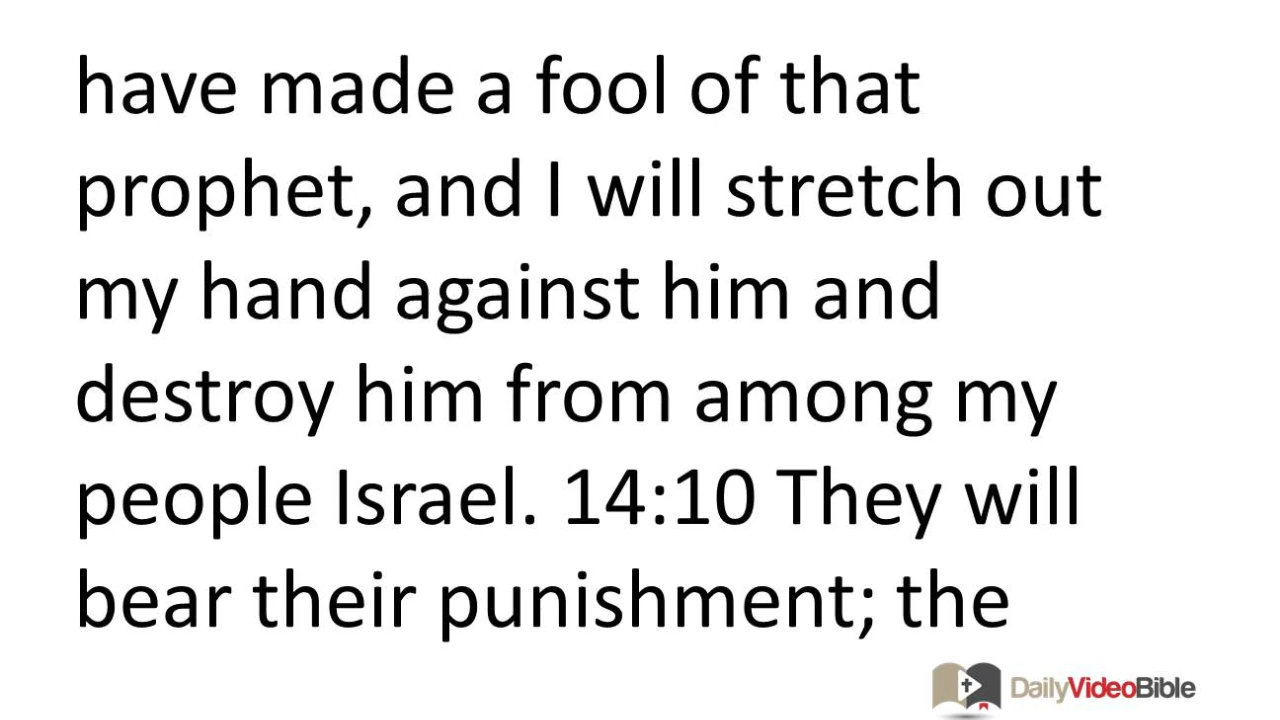 have made a fool of that
prophet, and I will stretch out
my hand against him and
destroy him from among my
people Israel. 14:10 They will
bear their punishment; the
DailyVideoBible